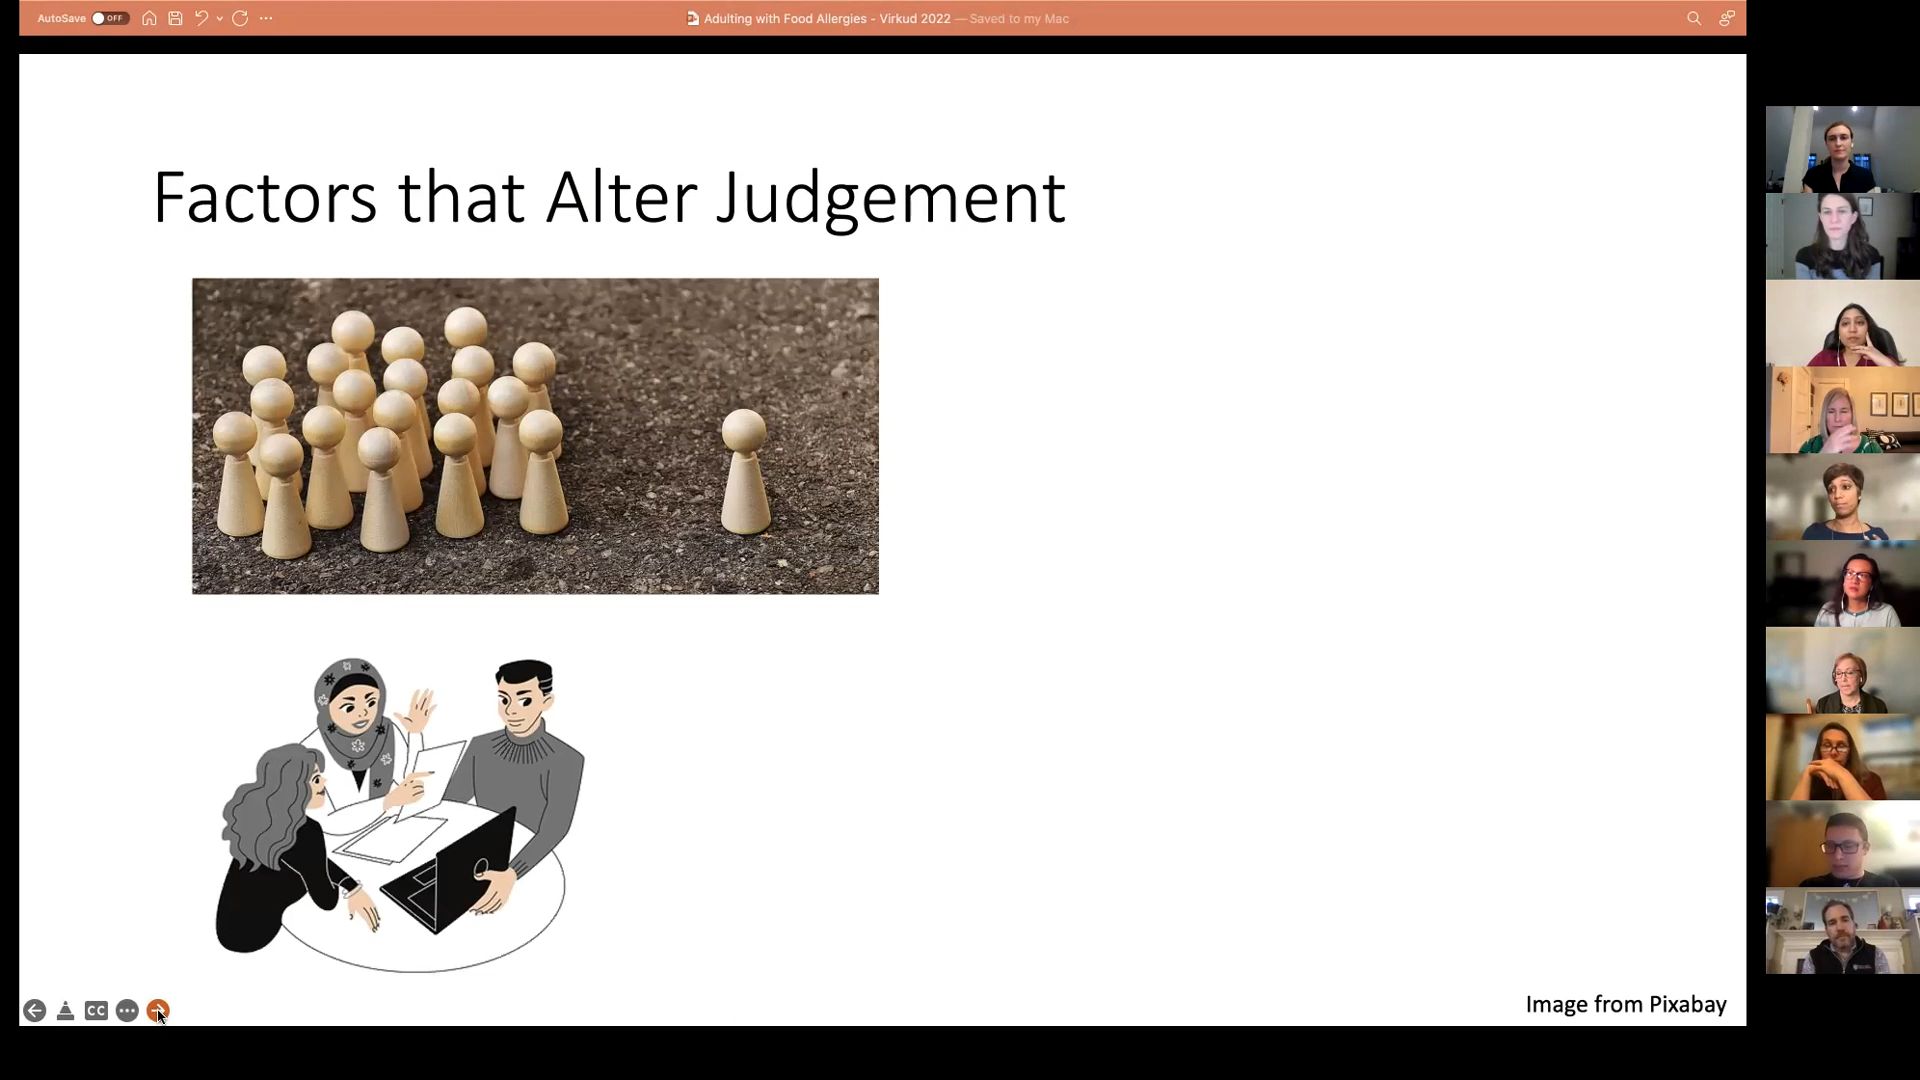 AutoSave OFF
Adulting with Food Allergies - Virkud 2022 — Saved to my Mac
Factors that Alter Judgement
CC
Image from Pixabay